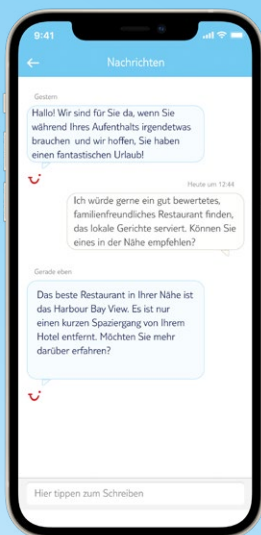 9:41
Nachrichten
Gestern
Hallo! Wir sind für Sie da, wenn Sie
während Ihres Aufenthalts irgendetwas
brauchen und wir hoffen, Sie haben
einen fantastischen Urlaub!
Heute um 12:44
Ich würde gerne ein gut bewertetes,
familienfreundliches Restaurant finden,
das lokale Gerichte serviert. Können Sie
eines in der Nähe empfehlen?
Gerade eben
Das beste Restaurant in Ihrer Nähe ist
das Harbour Bay View. Es ist nur
einen kurzen Spaziergang von Ihrem
Hotel entfernt. Möchten Sie mehr
darüber erfahren?
Hier tippen zum Schreiben